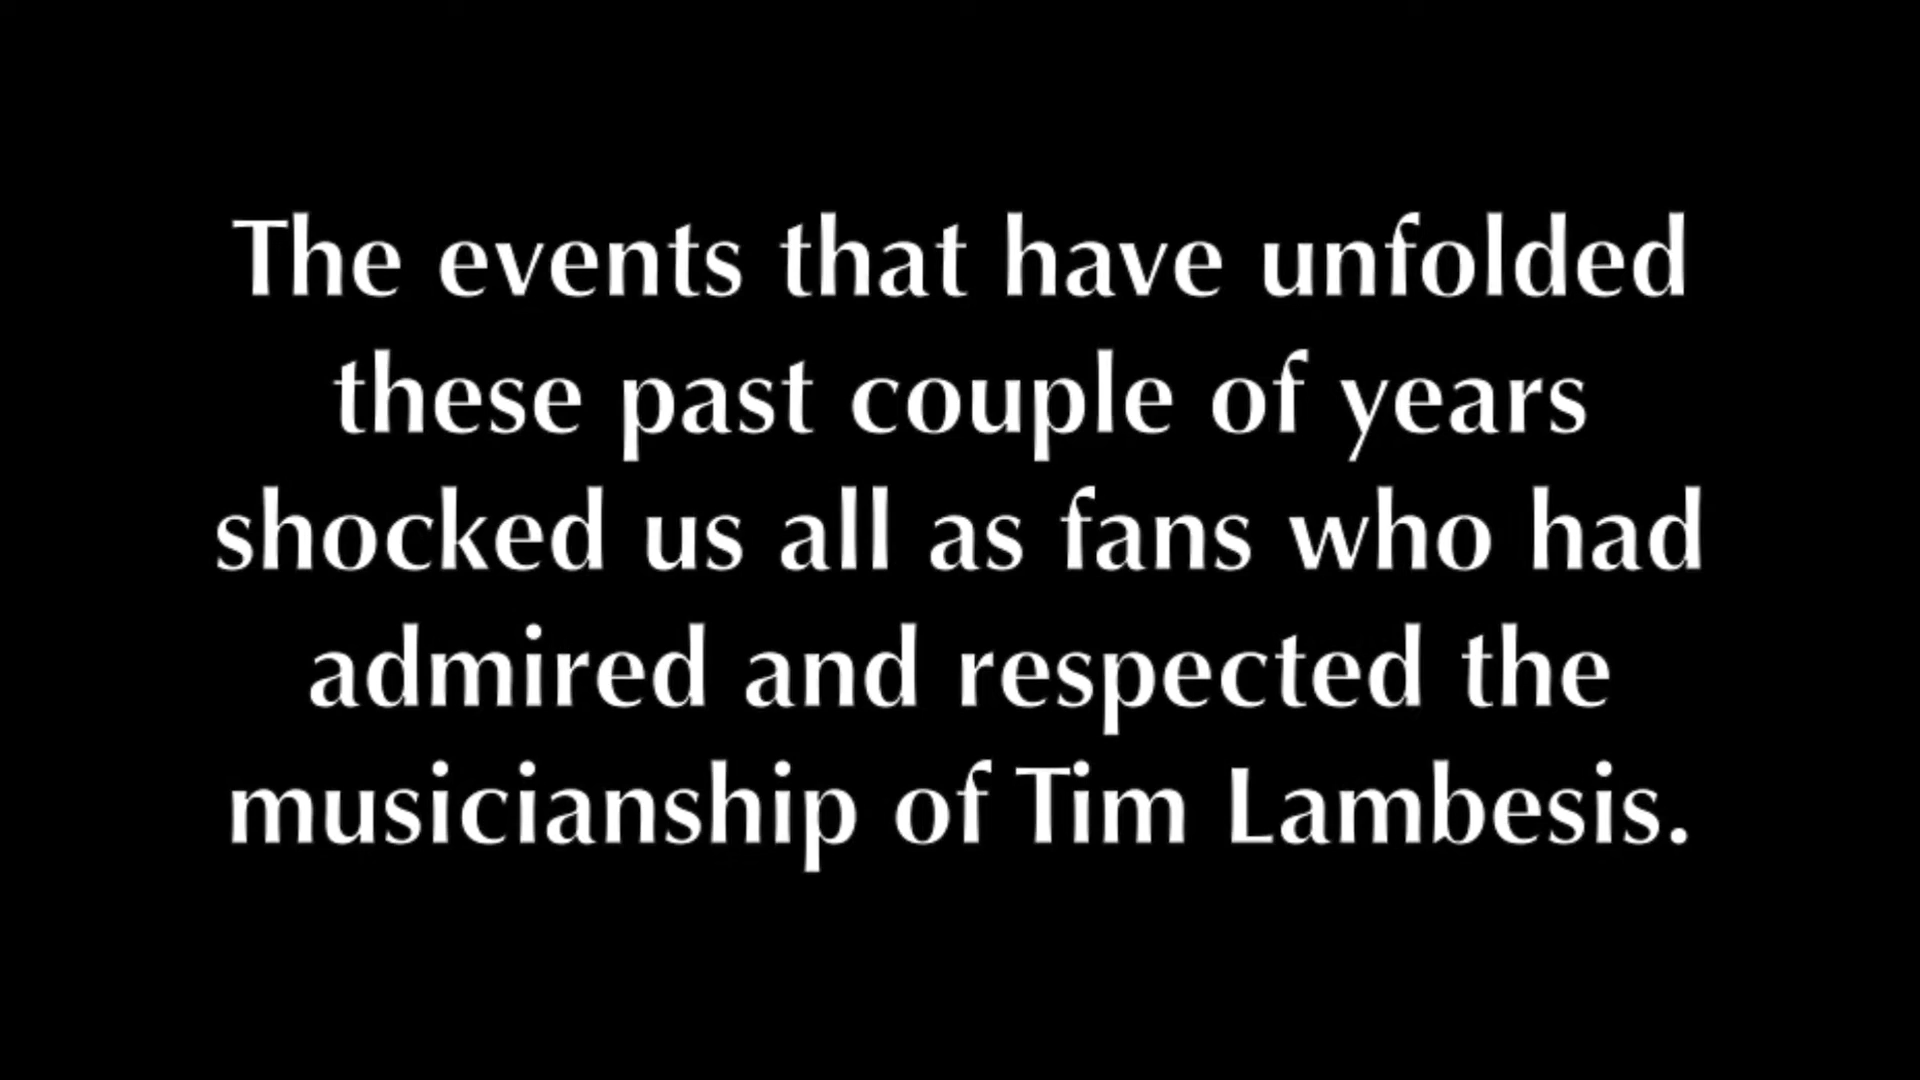 The events that have unfolded
these past couple of years
shocked us all as fans who had
admired and respected the
musicianship of Tim Lambesis.